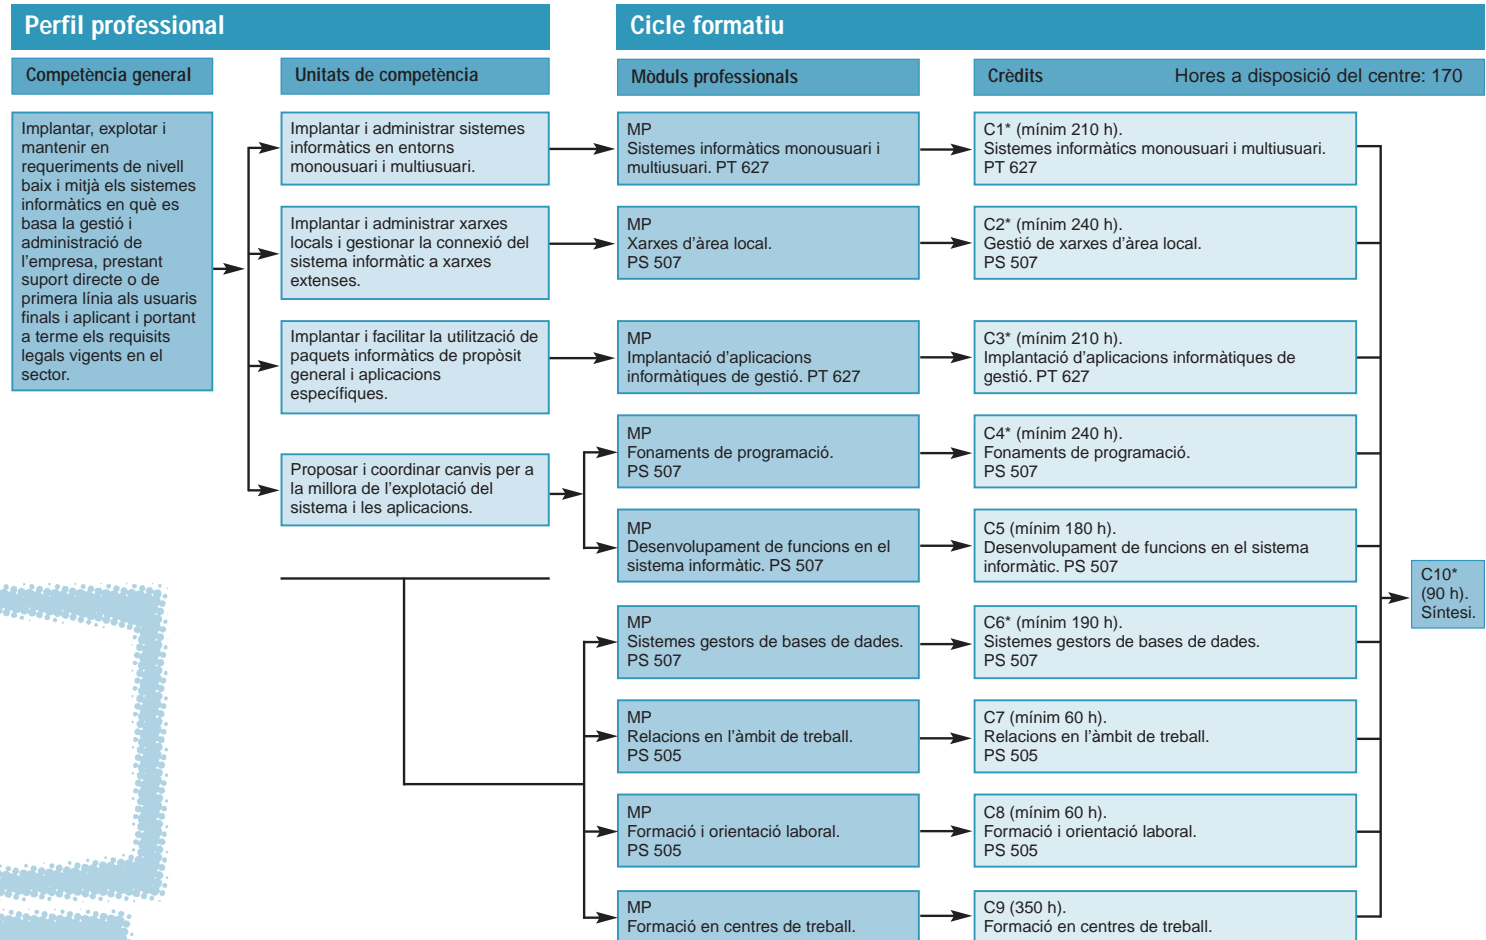 Perfil professional
Cicle formatiu
Competència general
Unitats de competència
Mòduls professionals
Crèdits
Hores a disposició del centre: 170
Implantar, explotar i
mantenir en
requeriments de nivell
baix i mitjà els sistemes
informàtics en què es
basa la gestió i
administració de
l’empresa, prestant
suport directe o de
primera línia als usuaris
finals i aplicant i portant
a terme els requisits
legals vigents en el
sector.
Implantar i administrar sistemes
informàtics en entorns
monousuari i multiusuari.
Implantar i administrar xarxes
locals i gestionar la connexió del
sistema informàtic a xarxes
extenses.
Implantar i facilitar la utilització de
paquets informàtics de propòsit
general i aplicacions
específiques.
Proposar i coordinar canvis per a
la millora de l’explotació del
sistema i les aplicacions.
MP
Sistemes informàtics monousuari i
multiusuari. PT 627
MP
Xarxes d’àrea local.
PS 507
MP
Implantació d’aplicacions
informàtiques de gestió. PT 627
MP
Fonaments de programació.
PS 507
MP
Desenvolupament de funcions en el
sistema informàtic. PS 507
MP
Sistemes gestors de bases de dades.
PS 507
MP
Relacions en l’àmbit de treball.
PS 505
MP
Formació i orientació laboral.
PS 505
MP
Formació en centres de treball.
C1* (mínim 210 h).
Sistemes informàtics monousuari i multiusuari.
PT 627
C2* (mínim 240 h).
Gestió de xarxes d’àrea local.
PS 507
C3* (mínim 210 h).
Implantació d’aplicacions informàtiques de
gestió. PT 627
C4* (mínim 240 h).
Fonaments de programació.
PS 507
C5 (mínim 180 h).
Desenvolupament de funcions en el sistema
informàtic. PS 507
C6* (mínim 190 h).
Sistemes gestors de bases de dades.
PS 507
C7 (mínim 60 h).
Relacions en l’àmbit de treball.
PS 505
C8 (mínim 60 h).
Formació i orientació laboral.
PS 505
C9 (350 h).
Formació en centres de treball.
C10*
(90 h).
Síntesi.